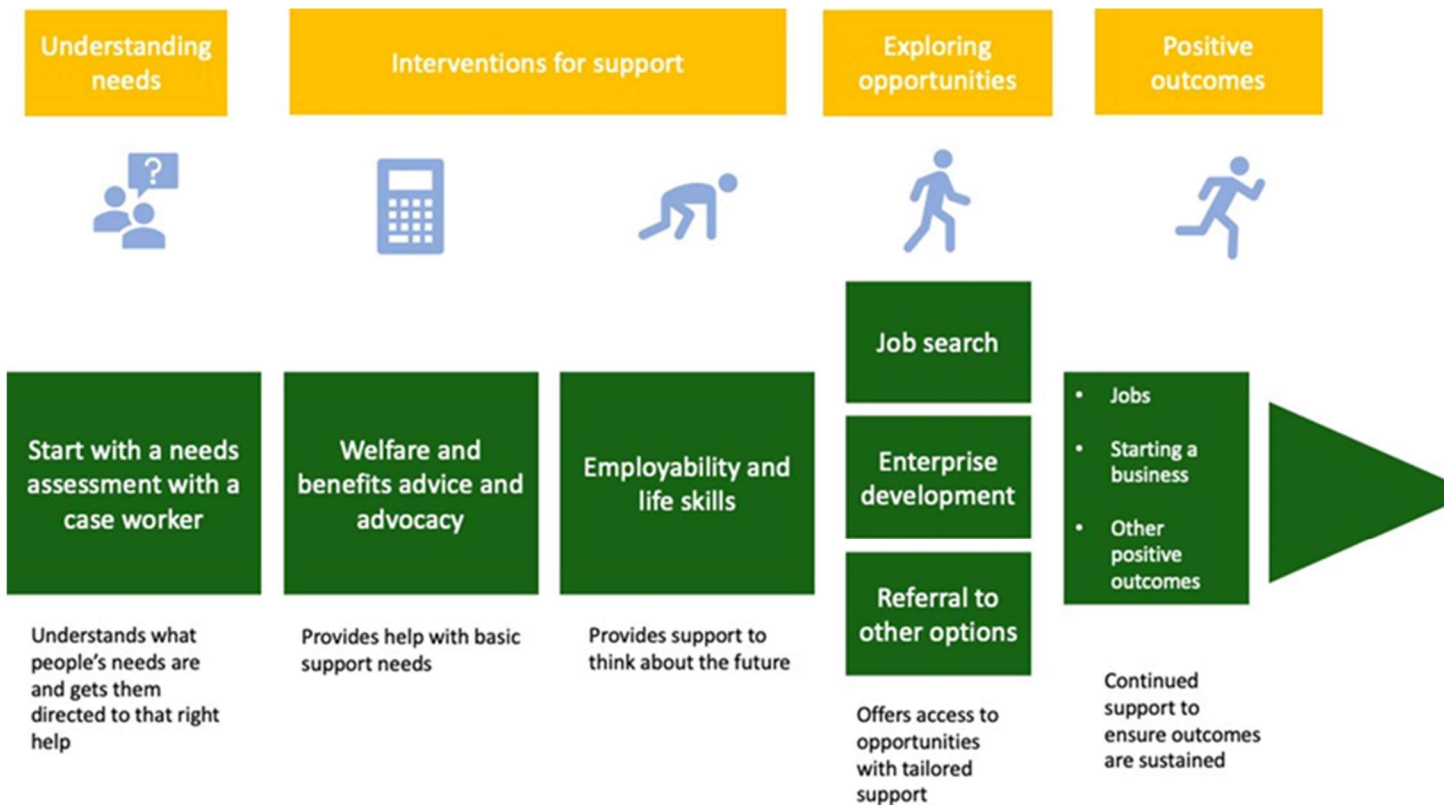 Understanding
needs
Interventions for support
Exploring
opportunities
Positive
outcomes
?
Start with a needs
assessment with a
case worker
Understands what
people's needs are
and gets them
directed to that right
help
Welfare and
benefits advice and
advocacy
Provides help with basic
support needs
Employability and
life skills
Provides support to
think about the future
Job search
Enterprise
development
Referral to
other options
Offers access to
opportunities
with tailored
support
• Jobs
• Starting a
business
• Other
positive
outcomes
Continued
support to
ensure outcomes
are sustained